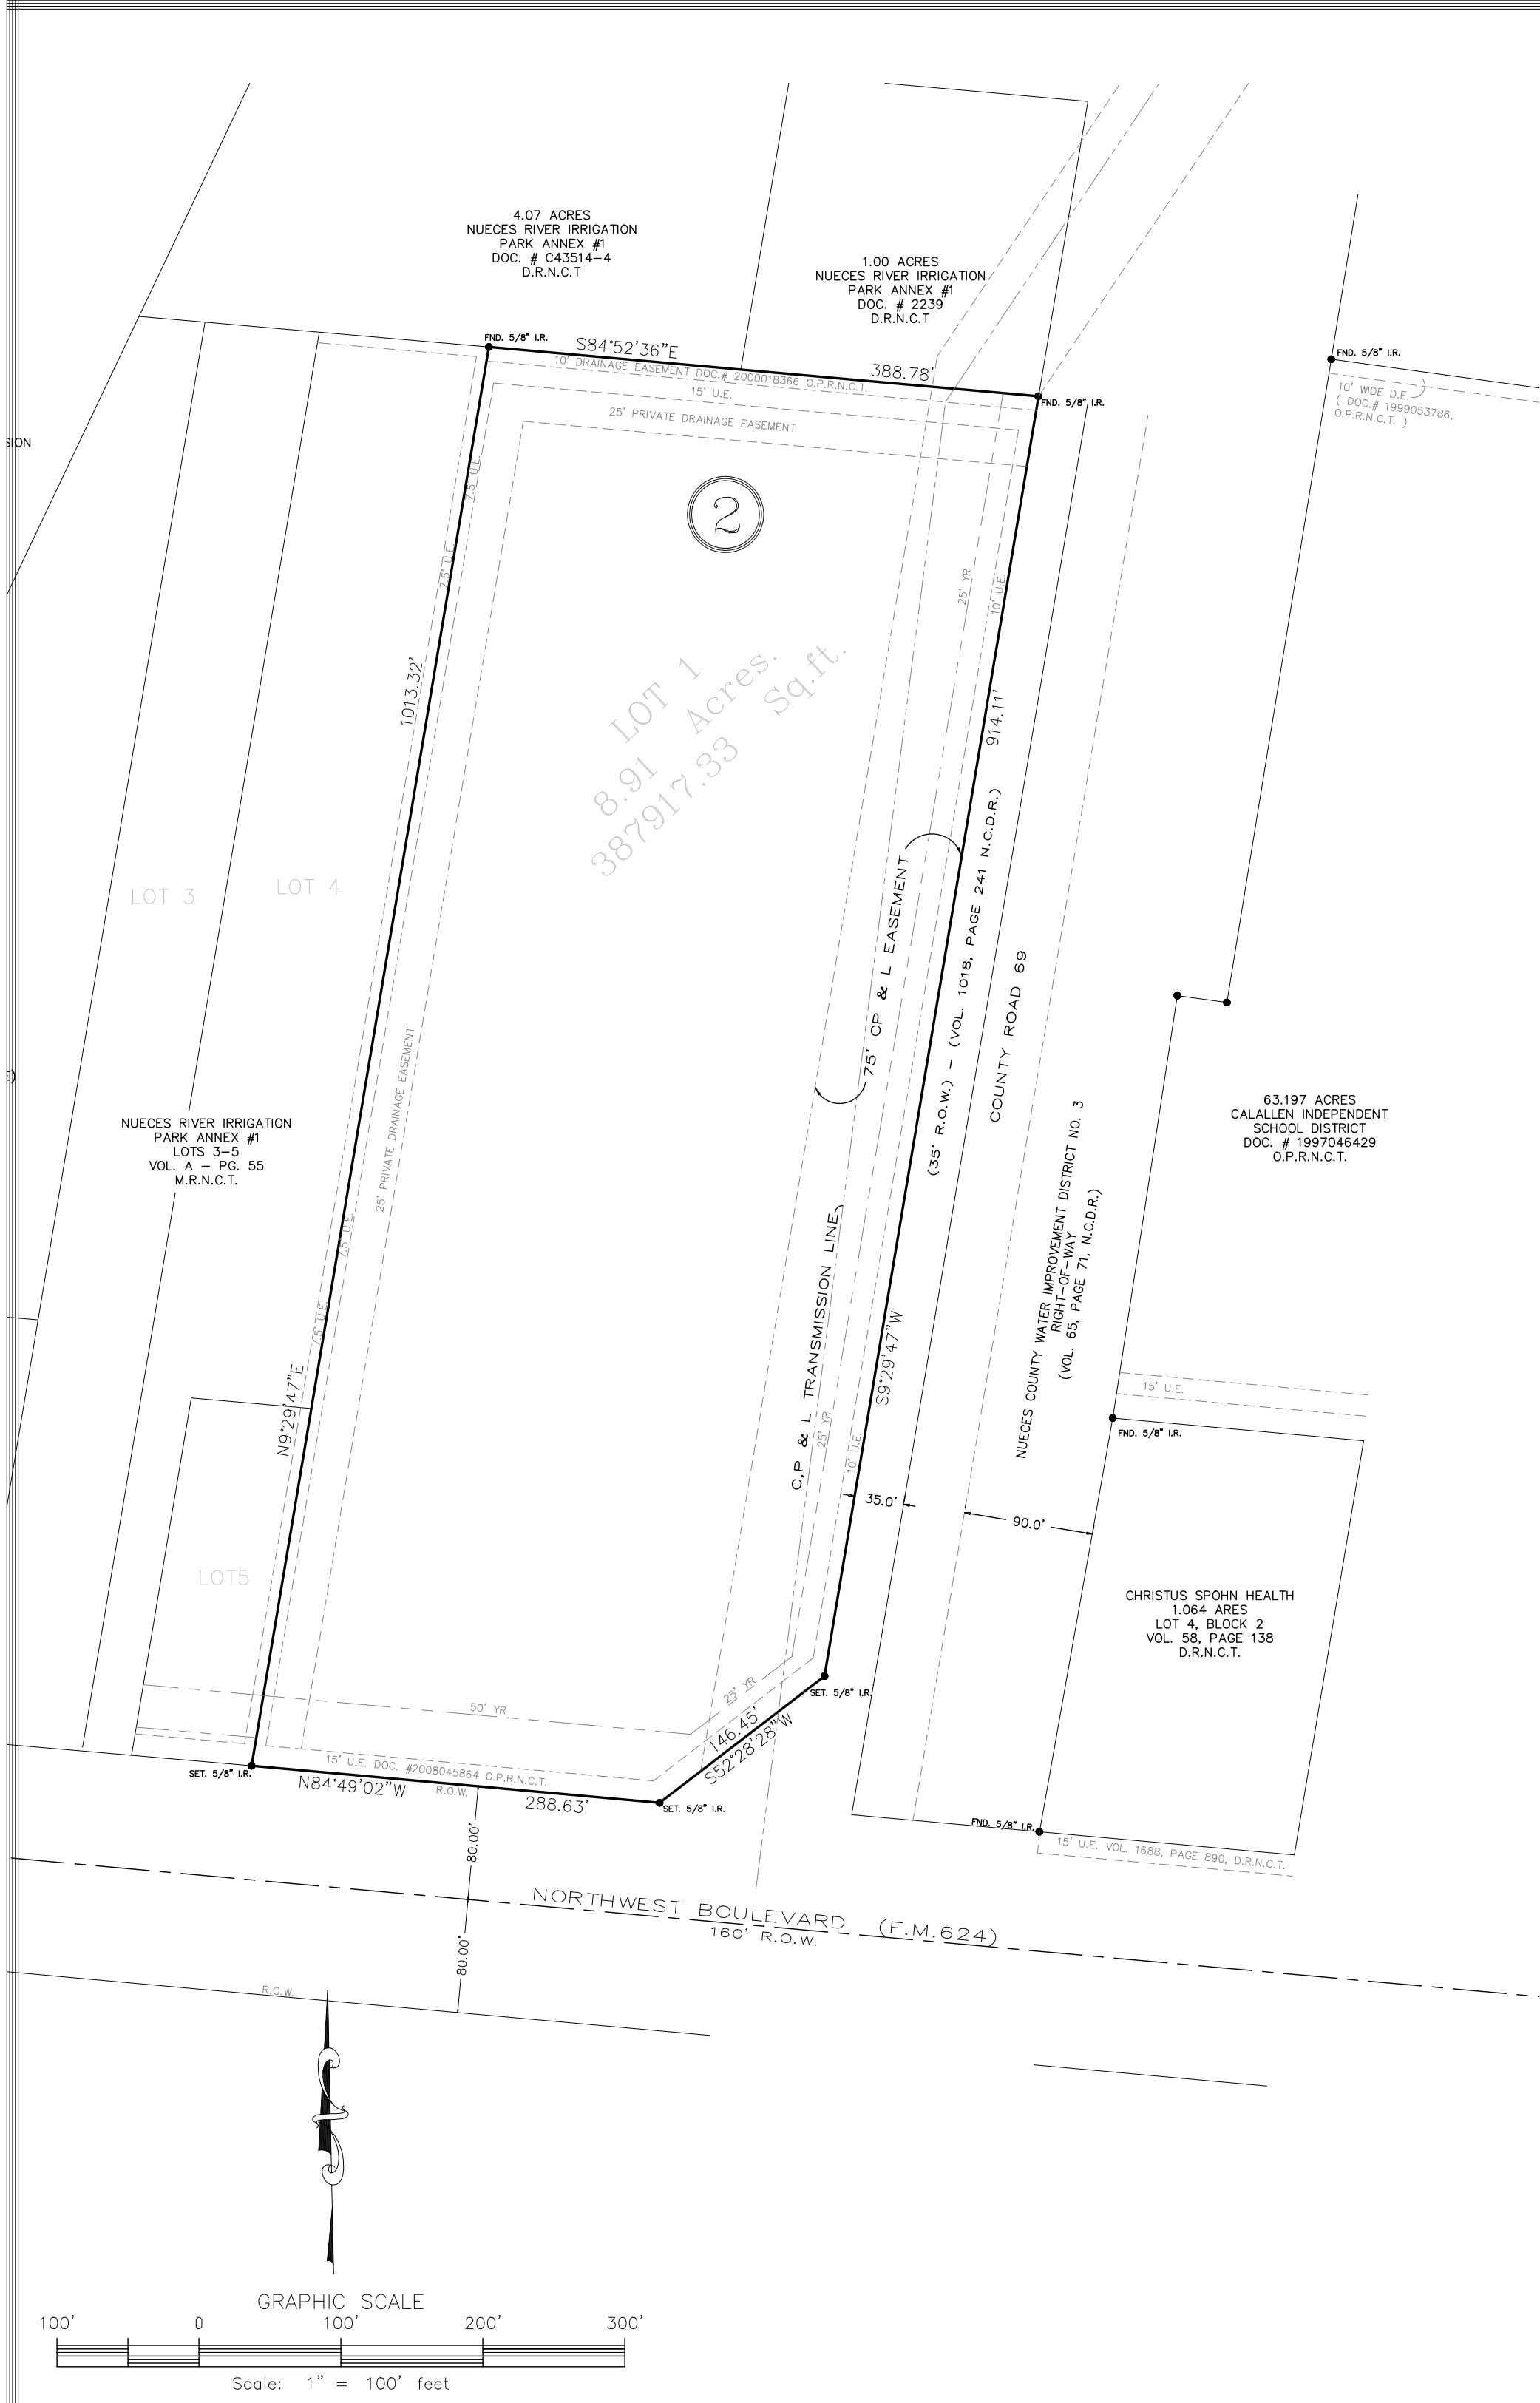 4.07 ACRES
NUECES RIVER IRRIGATION
PARK ANNEX #1
DOC. # C43514-4
D.R.N.C.T
1.00 ACRES
NUECES RIVER IRRIGATION
PARK ANNEX #1
DOC. # 2239
D.R.N.C.T
FND. 5/8" I.R.
S84°52'36"E
388.78'
10' DRAINAGE EASEMENT DOC.# 2000018366 O.P.R.N.C.T.
15' U.E.
25' PRIVATE DRAINAGE EASEMENT
FND. 5/8" I.R.
FND. 5/8" I.R.
10' WIDE D.E.
( DOC.# 1999053786,
O.P.R.N.C.T. )
SION
7.5' U.E.
7.5' U.E.
2
25' YR
10' U.E.
1013.32'
LOT 1
8.91 Acres.
387917.33 Sq.ft.
914.11'
LOT 3
LOT 4
75' CP & L EASEMENT
(35' R.O.W.) - (VOL. 1018, PAGE 241 N.C.D.R.)
COUNTY ROAD 69
E)
25' PRIVATE DRAINAGE EASEMENT
NUECES RIVER IRRIGATION
PARK ANNEX #1
LOTS 3-5
VOL. A - PG. 55
M.R.N.C.T.
63.197 ACRES
CALALLEN INDEPENDENT
SCHOOL DISTRICT
DOC. # 1997046429
O.P.R.N.C.T.
NUECES COUNTY WATER IMPROVEMENT DISTRICT NO. 3
RIGHT-OF-WAY
(VOL. 65, PAGE 71, N.C.D.R.)
7.5' U.E.
7.5' U.E.
C,P & L TRANSMISSION LINE
S9°29'47"W
N9°29'47"E
15' U.E.
FND. 5/8" I.R.
25' YR
10' U.E.
35.0'
90.0'
LOT5
CHRISTUS SPOHN HEALTH
1.064 ARES
LOT 4, BLOCK 2
VOL. 58, PAGE 138
D.R.N.C.T.
50' YR
25' YR
SET. 5/8" I.R.
146.45'
S52°28'28"W
15' U.E. DOC. #2008045864 O.P.R.N.C.T.
SET. 5/8" I.R.
N84°49'02"W
R.O.W.
288.63'
SET. 5/8" I.R.
FND. 5/8" I.R.
15' U.E. VOL. 1688, PAGE 890, D.R.N.C.T.
80.00'
NORTHWEST BOULEVARD (F.M.624)
160' R.O.W.
80.00'
R.O.W.
GRAPHIC SCALE
100' 0 100' 200' 300'
Scale: 1" = 100' feet